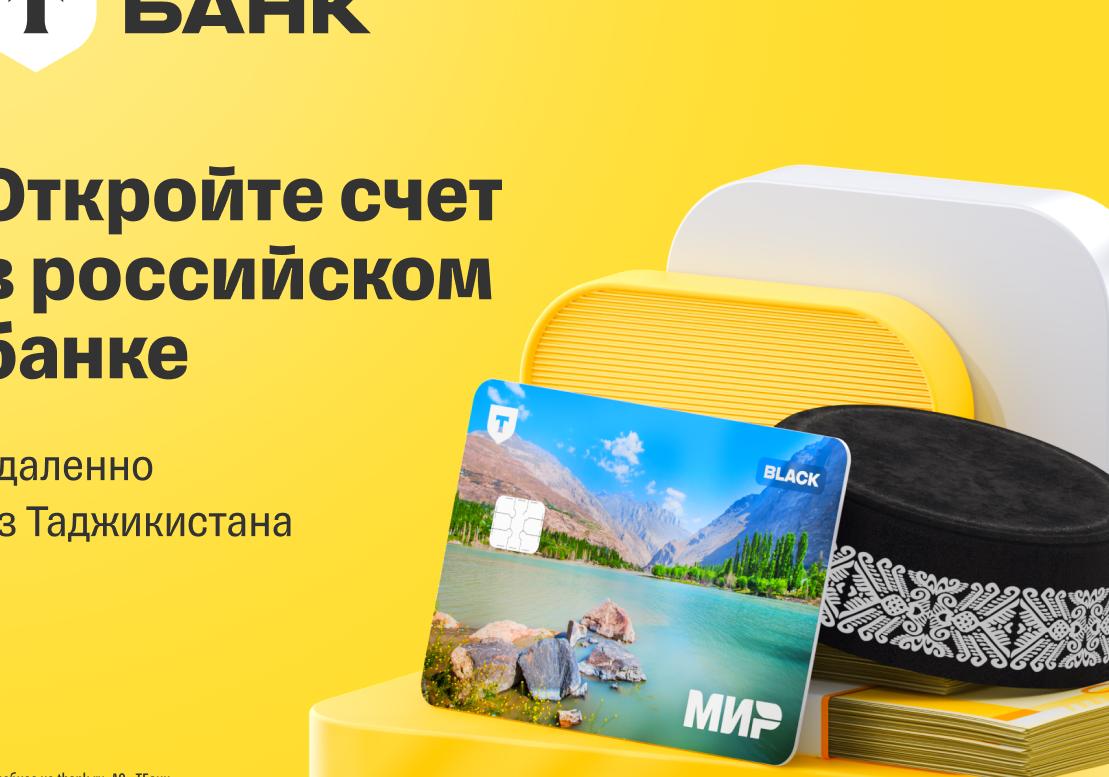 Т БАНК
Откройте счет
в российском
банке
даленно
з Таджикистана
Т
BLACK
МИР